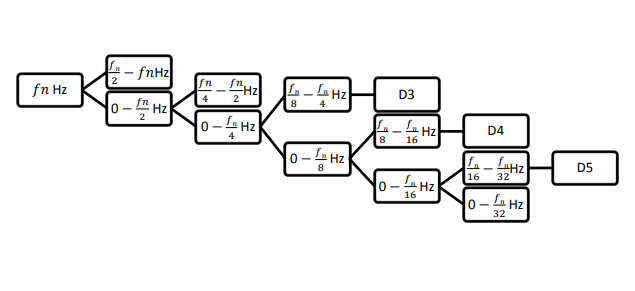 fn Hz
fn/2 − fnHz
0 − fn/2 Hz
fn/4 − fn/2 Hz
0 − fn/4 Hz
fn/8 − fn/4 Hz
D3
0 − fn/8 Hz
fn/8 − fn/16 Hz
D4
0 − fn/16 Hz
fn/16 − fn/32 Hz
D5
0 − fn/32 Hz